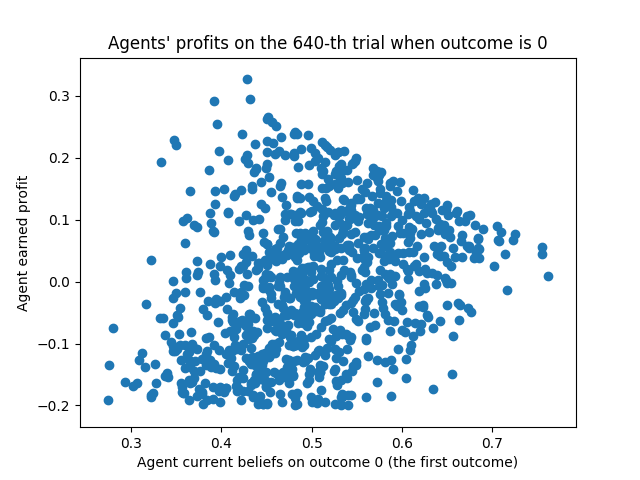 Agents' profits on the 640-th trial when outcome is 0
Agent earned profit
0.3
0.2
0.1
0.0
−0.1
−0.2
0.3 0.4 0.5 0.6 0.7
Agent current beliefs on outcome 0 (the first outcome)